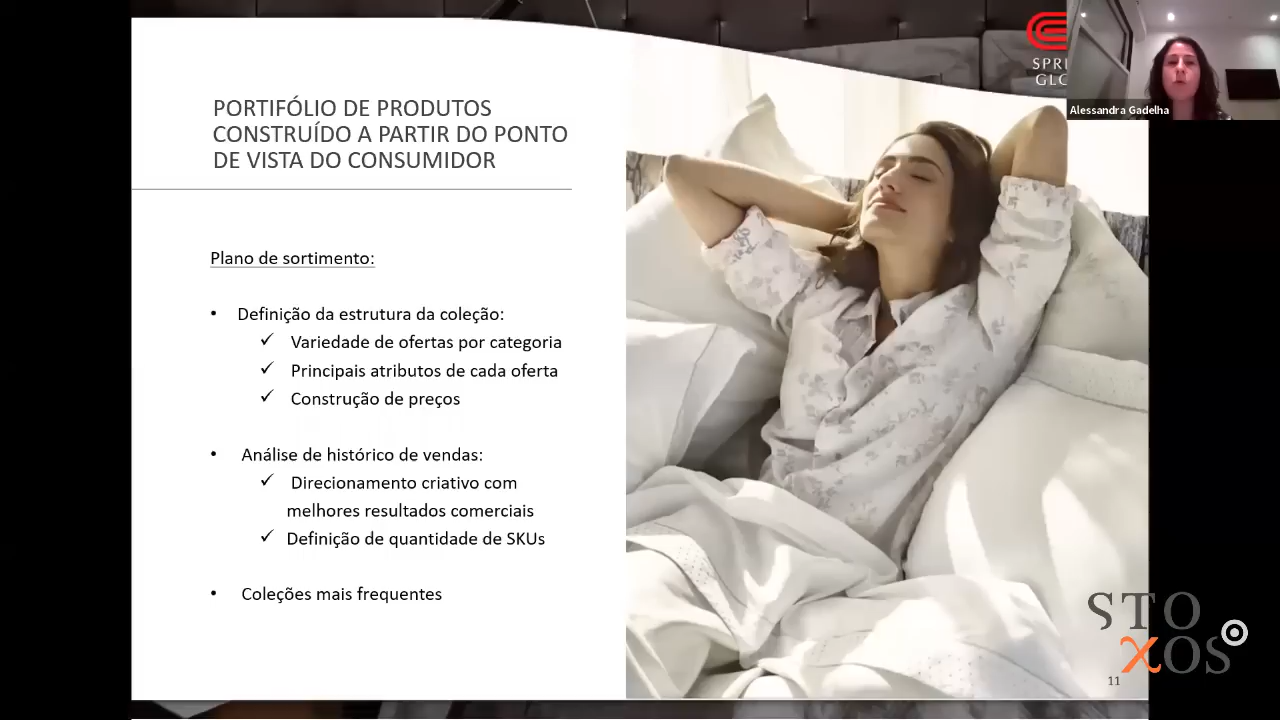 SPRI
GLO
Alessandra Gadelha
PORTIFÓLIO DE PRODUTOS
CONSTRUÍDO A PARTIR DO PONTO
DE VISTA DO CONSUMIDOR
Plano de sortimento:
• Definição da estrutura da coleção:
✓ Variedade de ofertas por categoria
✓ Principais atributos de cada oferta
✓ Construção de preços
• Análise de histórico de vendas:
✓ Direcionamento criativo com
melhores resultados comerciais
✓ Definição de quantidade de SKUs
• Coleções mais frequentes
STO
XOS
11